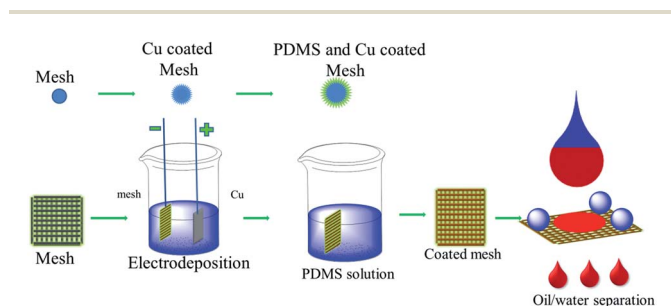 Cu coated
Mesh
PDMS and Cu coated
Mesh
Mesh
mesh
Cu
Mesh
Electrodeposition
PDMS solution
Coated mesh
Oil/water separation